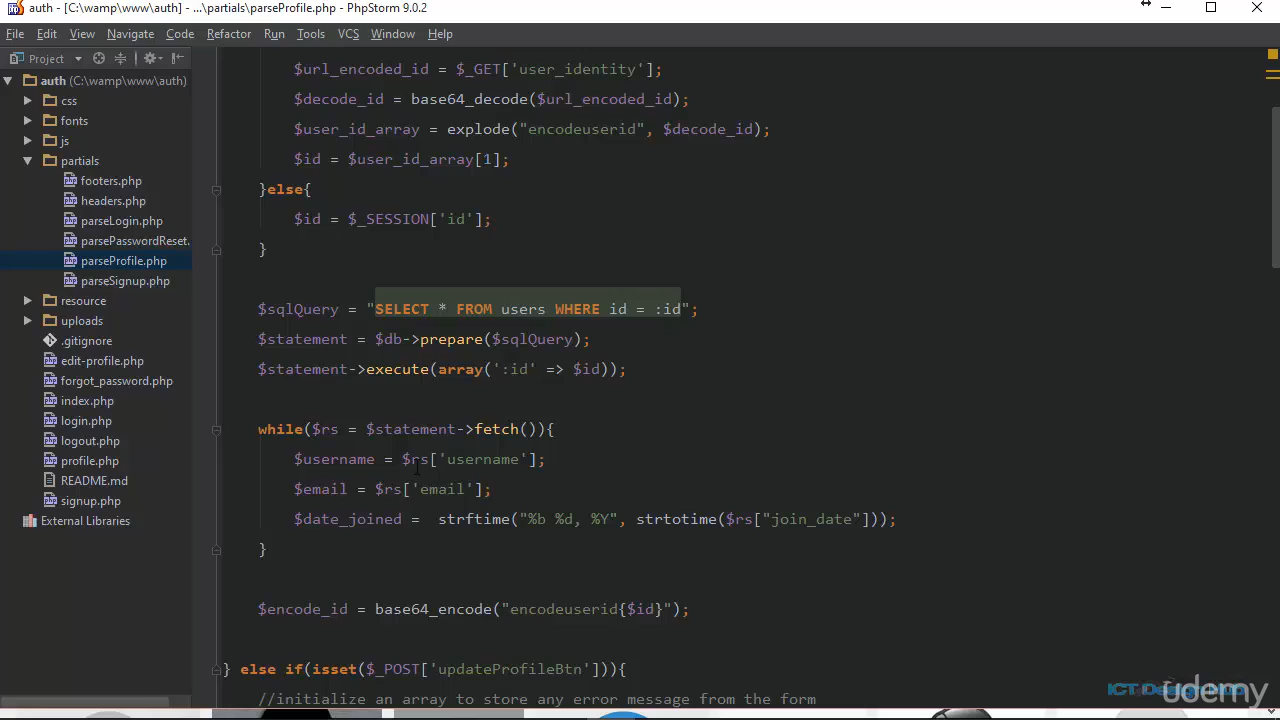 auth - [C:\wamp\www\auth] - ...\partials\parseProfile.php - PhpStorm 9.0.2
File Edit View Navigate Code Refactor Run Tools VCS Window Help
Project
auth (C:\wamp\www\auth)
css
fonts
js
partials
footers.php
headers.php
parseLogin.php
parsePasswordReset.
parseProfile.php
parseSignup.php
resource
uploads
.gitignore
edit-profile.php
forgot_password.php
index.php
login.php
logout.php
profile.php
README.md
signup.php
External Libraries
$url_encoded_id = $_GET['user_identity'];
$decode_id = base64_decode($url_encoded_id);
$user_id_array = explode("encodeuserid", $decode_id);
$id = $user_id_array[1];
}else{
$id = $_SESSION['id'];
}
$sqlQuery = "SELECT * FROM users WHERE id = :id";
$statement = $db->prepare($sqlQuery);
$statement->execute(array(':id' => $id));
while($rs = $statement->fetch()){
$username = $rs['username'];
$email = $rs['email'];
$date_joined =  strftime("%b %d, %Y", strtotime($rs["join_date"]));
}
$encode_id = base64_encode("encodeuserid{$id}");
} else if(isset($_POST['updateProfileBtn'])){
//initialize an array to store any error message from the form
ICT Design Hub
udemy